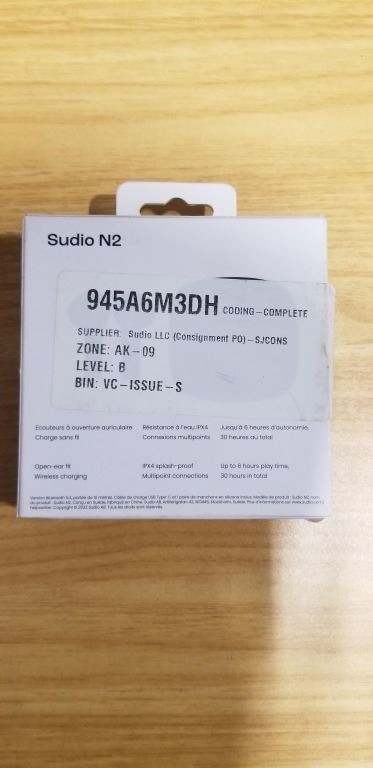 Sudio N2
945A6M3DH CODING-COMPLETE
SUPPLIER: Sudio LLC (Consignment PO)-SJCONS
ZONE: AK-09
LEVEL: B
BIN: VC-ISSUE-S
Ecouteurs à ouverture auriculaire
Charge sans fil
Résistance à l'eau IPX4
Connexions multipoints
Jusqu'à 6 heures d'autonomie,
30 heures au total
Open-ear fit
Wireless charging
IPX4 splash-proof
Multipoint connections
Up to 6 hours play time,
30 hours in total